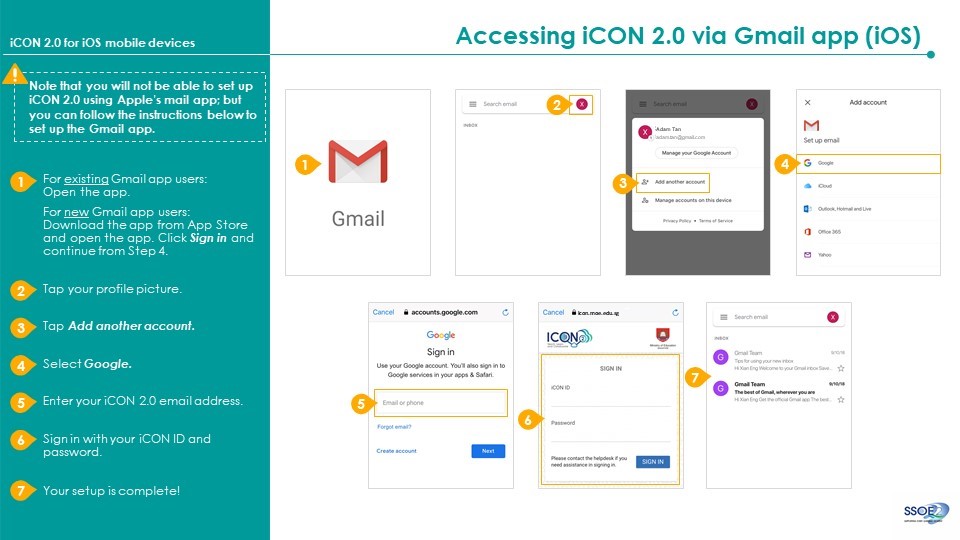 iCON 2.0 for iOS mobile devices
Accessing iCON 2.0 via Gmail app (iOS)
Note that you will not be able to set up
iCON 2.0 using Apple's mail app; but
you can follow the instructions below to
set up the Gmail app.
1
For existing Gmail app users:
Open the app.
For new Gmail app users:
Download the app from App Store
and open the app. Click Sign in and
continue from Step 4.
2
Tap your profile picture.
3
Tap Add another account.
4
Select Google.
5
Enter your iCON 2.0 email address.
6
Sign in with your iCON ID and
password.
7
Your setup is complete!
1
Gmail
Search email
2
X
INBOX
Search email
X
X
Adam Tan
adamtan@gmail.com
Manage your Google Account
3
Add another account
Manage accounts on this device
Privacy Policy • Terms of Service
Add account
Set up email
4
Google
iCloud
Outlook, Hotmail and Live
Office 365
Yahoo
Cancel
accounts.google.com
Google
Sign in
Use your Google account. You'll also sign in to
Google services in your apps & Safari.
5
Email or phone
Forgot email?
Create account
Next
Cancel
icon.moe.edu.sg
ICON
SIGN IN
iCON ID
6
Password
Please contact the helpdesk if you
need assistance in signing in.
SIGN IN
Search email
X
INBOX
7
G
Gmail Team
9/10/18
Tips for using your new inbox
Hi Xian Eng Welcome to your Gmail inbox Save...
G
Gmail Team
9/10/18
The best of Gmail, wherever you are
Hi Xian Eng Get the official Gmail app The best...
SSOE2